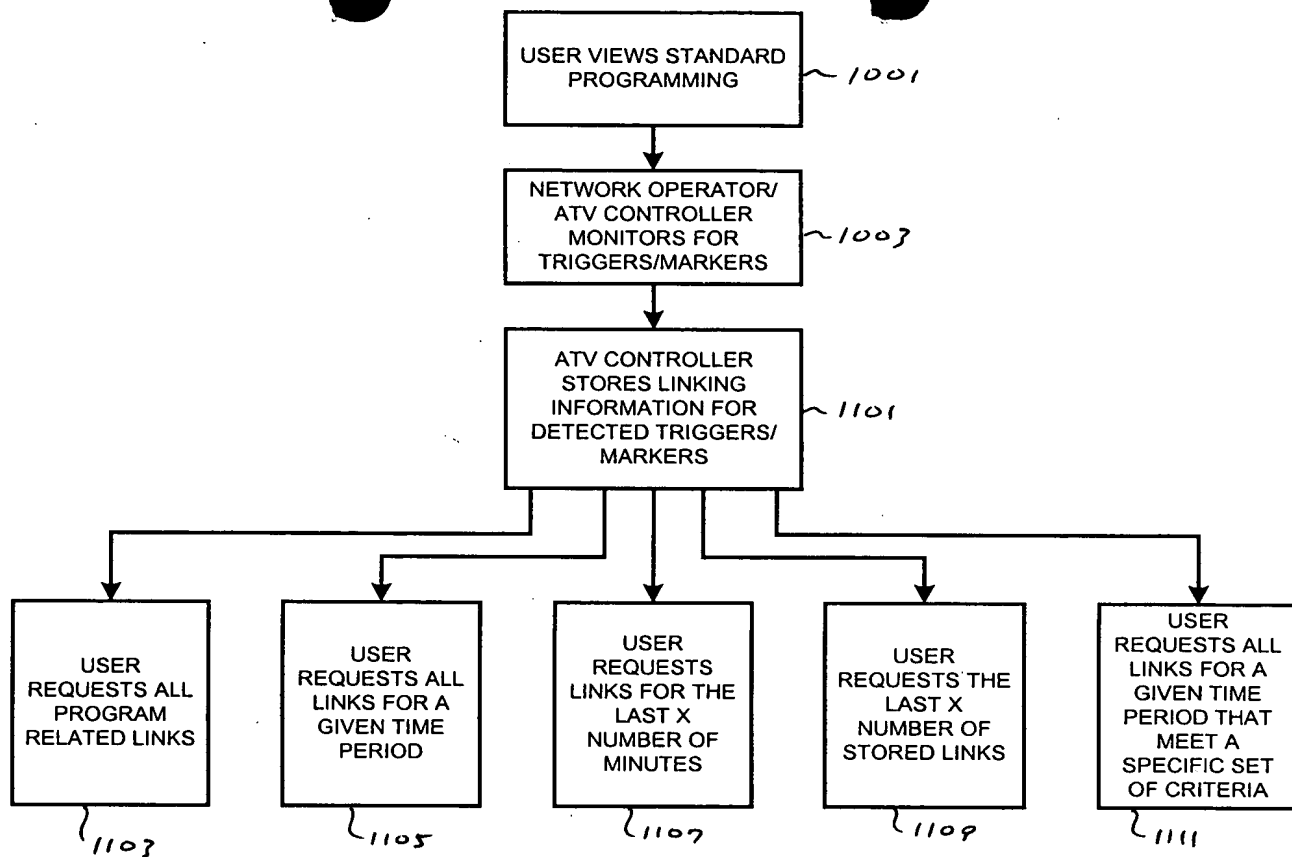 USER VIEWS STANDARD
PROGRAMMING
1001
NETWORK OPERATOR/
ATV CONTROLLER
MONITORS FOR
TRIGGERS/MARKERS
1003
ATV CONTROLLER
STORES LINKING
INFORMATION FOR
DETECTED TRIGGERS/
MARKERS
1101
USER
REQUESTS ALL
PROGRAM
RELATED LINKS
1103
USER
REQUESTS ALL
LINKS FOR A
GIVEN TIME
PERIOD
1105
USER
REQUESTS
LINKS FOR THE
LAST X
NUMBER OF
MINUTES
1107
USER
REQUESTS THE
LAST X
NUMBER OF
STORED LINKS
1109
USER
REQUESTS ALL
LINKS FOR A
GIVEN TIME
PERIOD THAT
MEET A
SPECIFIC SET
OF CRITERIA
1111